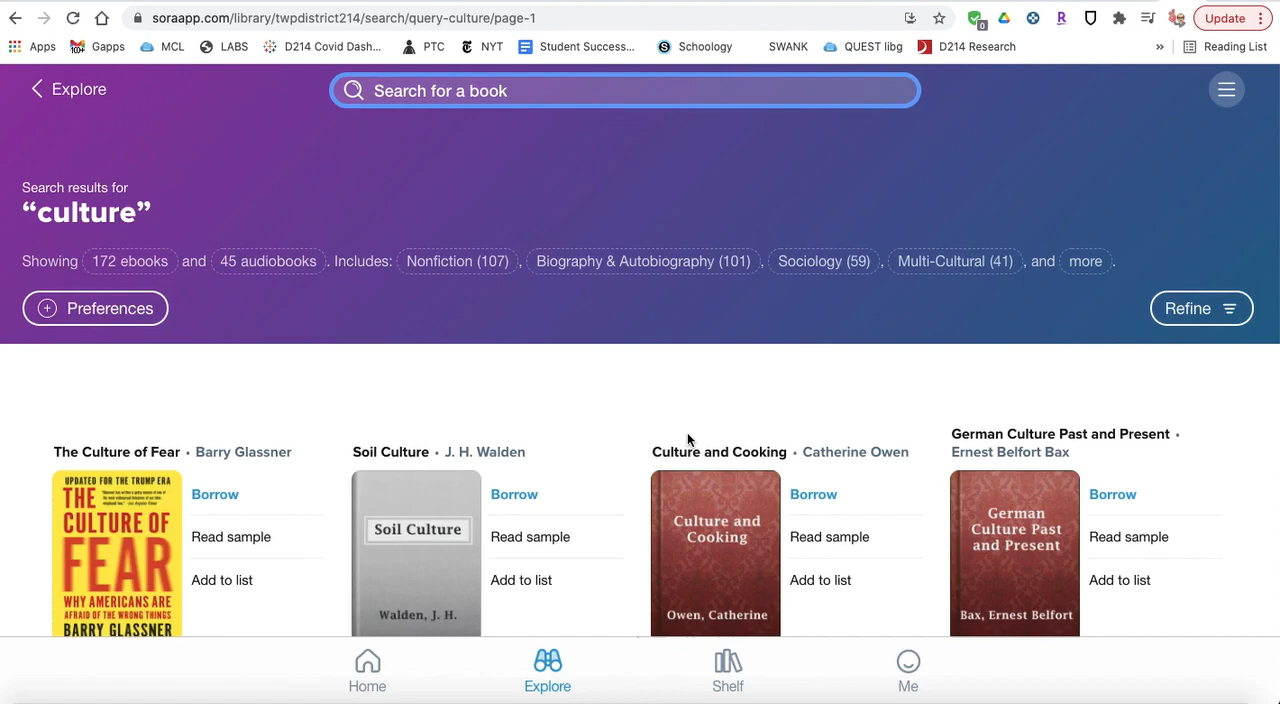 soraapp.com/library/twpdistrict214/search/query-culture/page-1
0
R
Update
Apps
10+
Gapps
MCL
LABS
D214 Covid Dash...
PTC
NYT
Student Success...
S
Schoology
SWANK
QUEST libg
D214 Research
»
Reading List
Explore
Search for a book
Search results for
“culture”
Showing 172 ebooks and 45 audiobooks. Includes: Nonfiction (107), Biography & Autobiography (101), Sociology (59), Multi-Cultural (41), and more.
+ Preferences
Refine
The Culture of Fear • Barry Glassner
UPDATED FOR THE TRUMP ERA
THE
CULTURE OF
FEAR
WHY AMERICANS ARE
AFRAID OF THE WRONG THINGS
BARRY GLASSNER
Borrow
Read sample
Add to list
Soil Culture • J. H. Walden
Soil Culture
Walden, J. H.
Borrow
Read sample
Add to list
Culture and Cooking • Catherine Owen
Culture and
Cooking
Owen, Catherine
Borrow
Read sample
Add to list
German Culture Past and Present •
Ernest Belfort Bax
German
Culture Past
and Present
Bax, Ernest Belfort
Borrow
Read sample
Add to list
Home
Explore
Shelf
Me